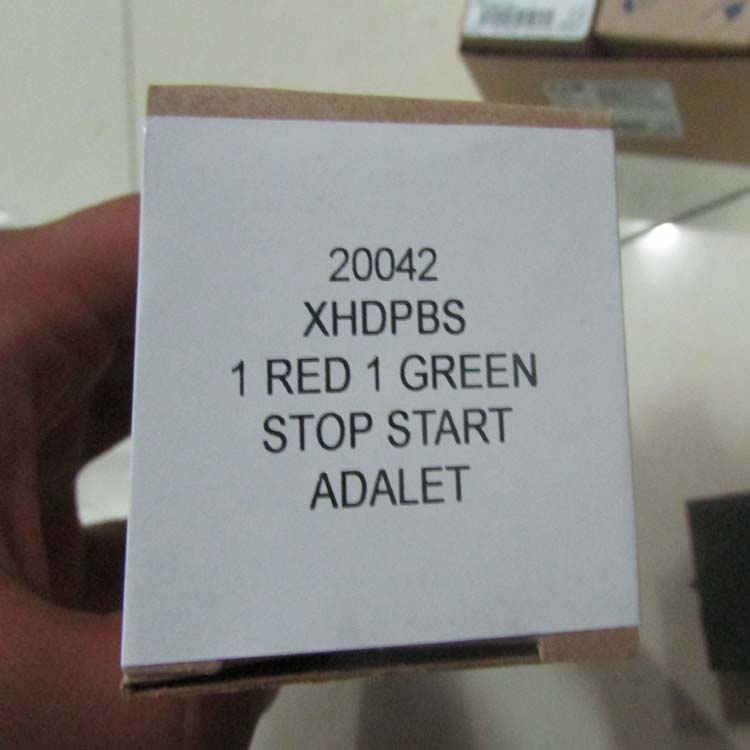 20042
XHDPBS
1 RED 1 GREEN
STOP START
ADALET